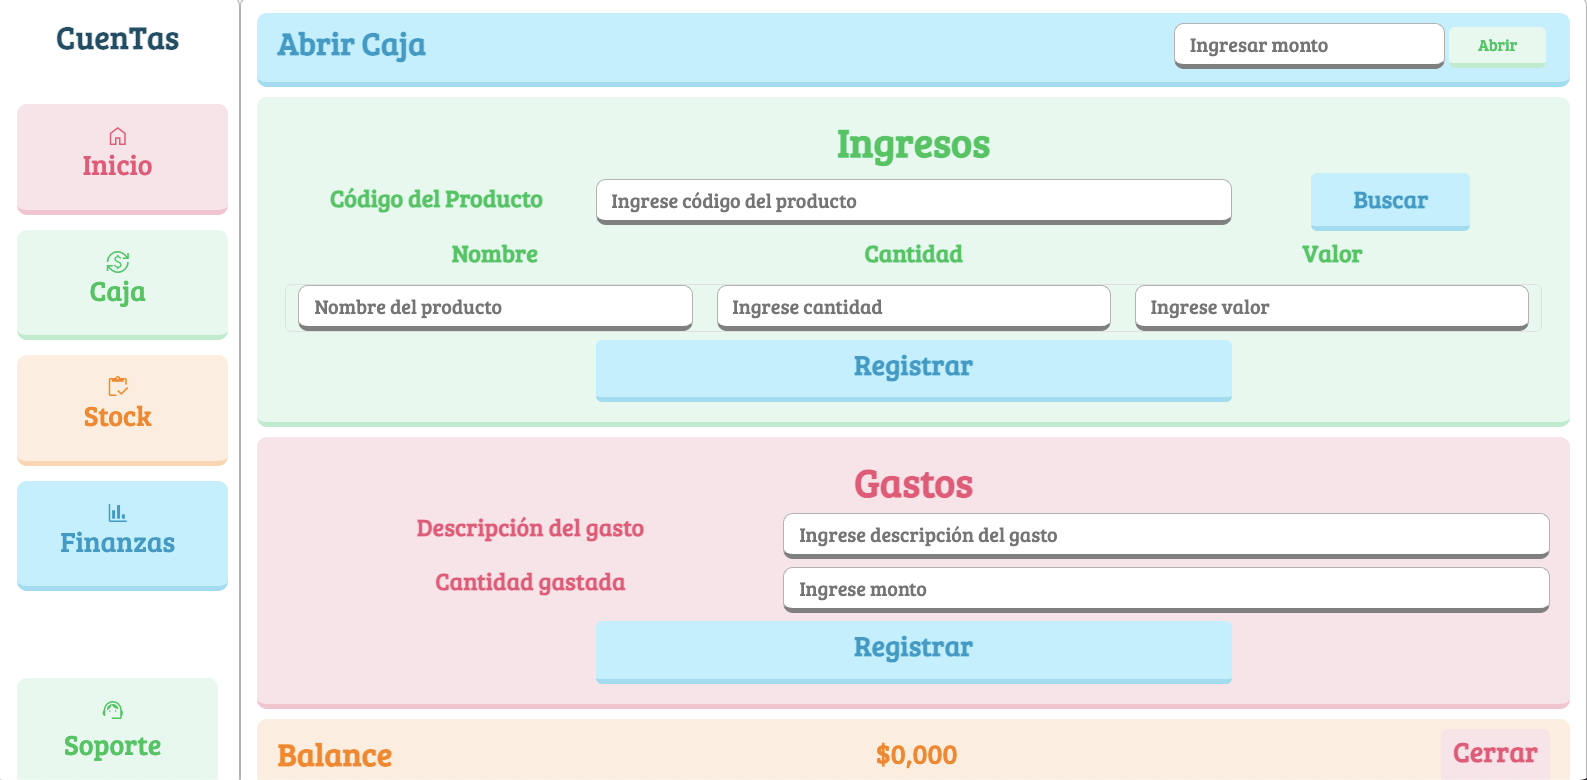 CuenTas
Inicio
Caja
Stock
Finanzas
Soporte
Abrir Caja
Ingresar monto
Abrir
Ingresos
Código del Producto
Ingrese código del producto
Buscar
Nombre
Cantidad
Valor
Nombre del producto
Ingrese cantidad
Ingrese valor
Registrar
Gastos
Descripción del gasto
Ingrese descripción del gasto
Cantidad gastada
Ingrese monto
Registrar
Balance
$0,000
Cerrar